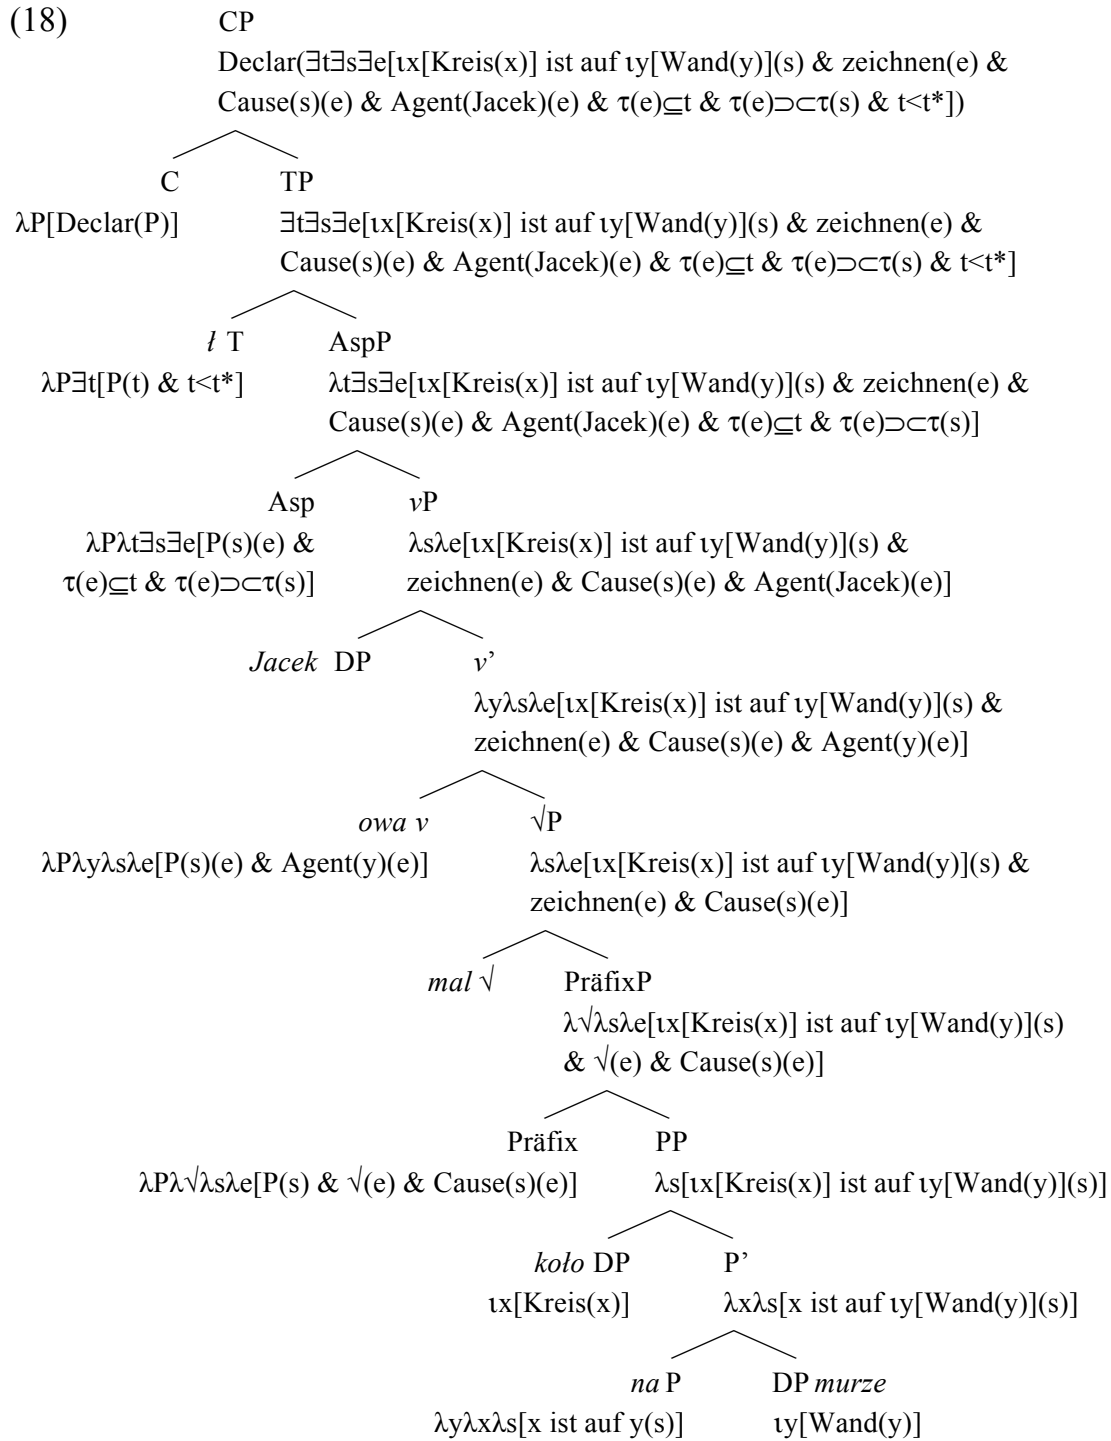 (18) CP
Declar(∃t∃s∃e[ιx[Kreis(x)] ist auf ιy[Wand(y)](s) & zeichnen(e) &
Cause(s)(e) & Agent(Jacek)(e) & τ(e)⊆t & τ(e)⊃⊂τ(s) & t<t*])
C TP
λP[Declar(P)] ∃t∃s∃e[ιx[Kreis(x)] ist auf ιy[Wand(y)](s) & zeichnen(e) &
Cause(s)(e) & Agent(Jacek)(e) & τ(e)⊆t & τ(e)⊃⊂τ(s) & t<t*]
ł T AspP
λP∃t[P(t) & t<t*] λt∃s∃e[ιx[Kreis(x)] ist auf ιy[Wand(y)](s) & zeichnen(e) &
Cause(s)(e) & Agent(Jacek)(e) & τ(e)⊆t & τ(e)⊃⊂τ(s)]
Asp vP
λPλt∃s∃e[P(s)(e) & λsλe[ιx[Kreis(x)] ist auf ιy[Wand(y)](s) &
τ(e)⊆t & τ(e)⊃⊂τ(s)] zeichnen(e) & Cause(s)(e) & Agent(Jacek)(e)]
Jacek DP v’
λyλsλe[ιx[Kreis(x)] ist auf ιy[Wand(y)](s) &
zeichnen(e) & Cause(s)(e) & Agent(y)(e)]
owa v √P
λPλyλsλe[P(s)(e) & Agent(y)(e)] λsλe[ιx[Kreis(x)] ist auf ιy[Wand(y)](s) &
zeichnen(e) & Cause(s)(e)]
mal √ PräfixP
λ√λsλe[ιx[Kreis(x)] ist auf ιy[Wand(y)](s)
& √(e) & Cause(s)(e)]
Präfix PP
λPλ√λsλe[P(s) & √(e) & Cause(s)(e)] λs[ιx[Kreis(x)] ist auf ιy[Wand(y)](s)]
koło DP P’
ιx[Kreis(x)] λxλs[x ist auf ιy[Wand(y)](s)]
na P DP murze
λyλxλs[x ist auf y(s)] ιy[Wand(y)]